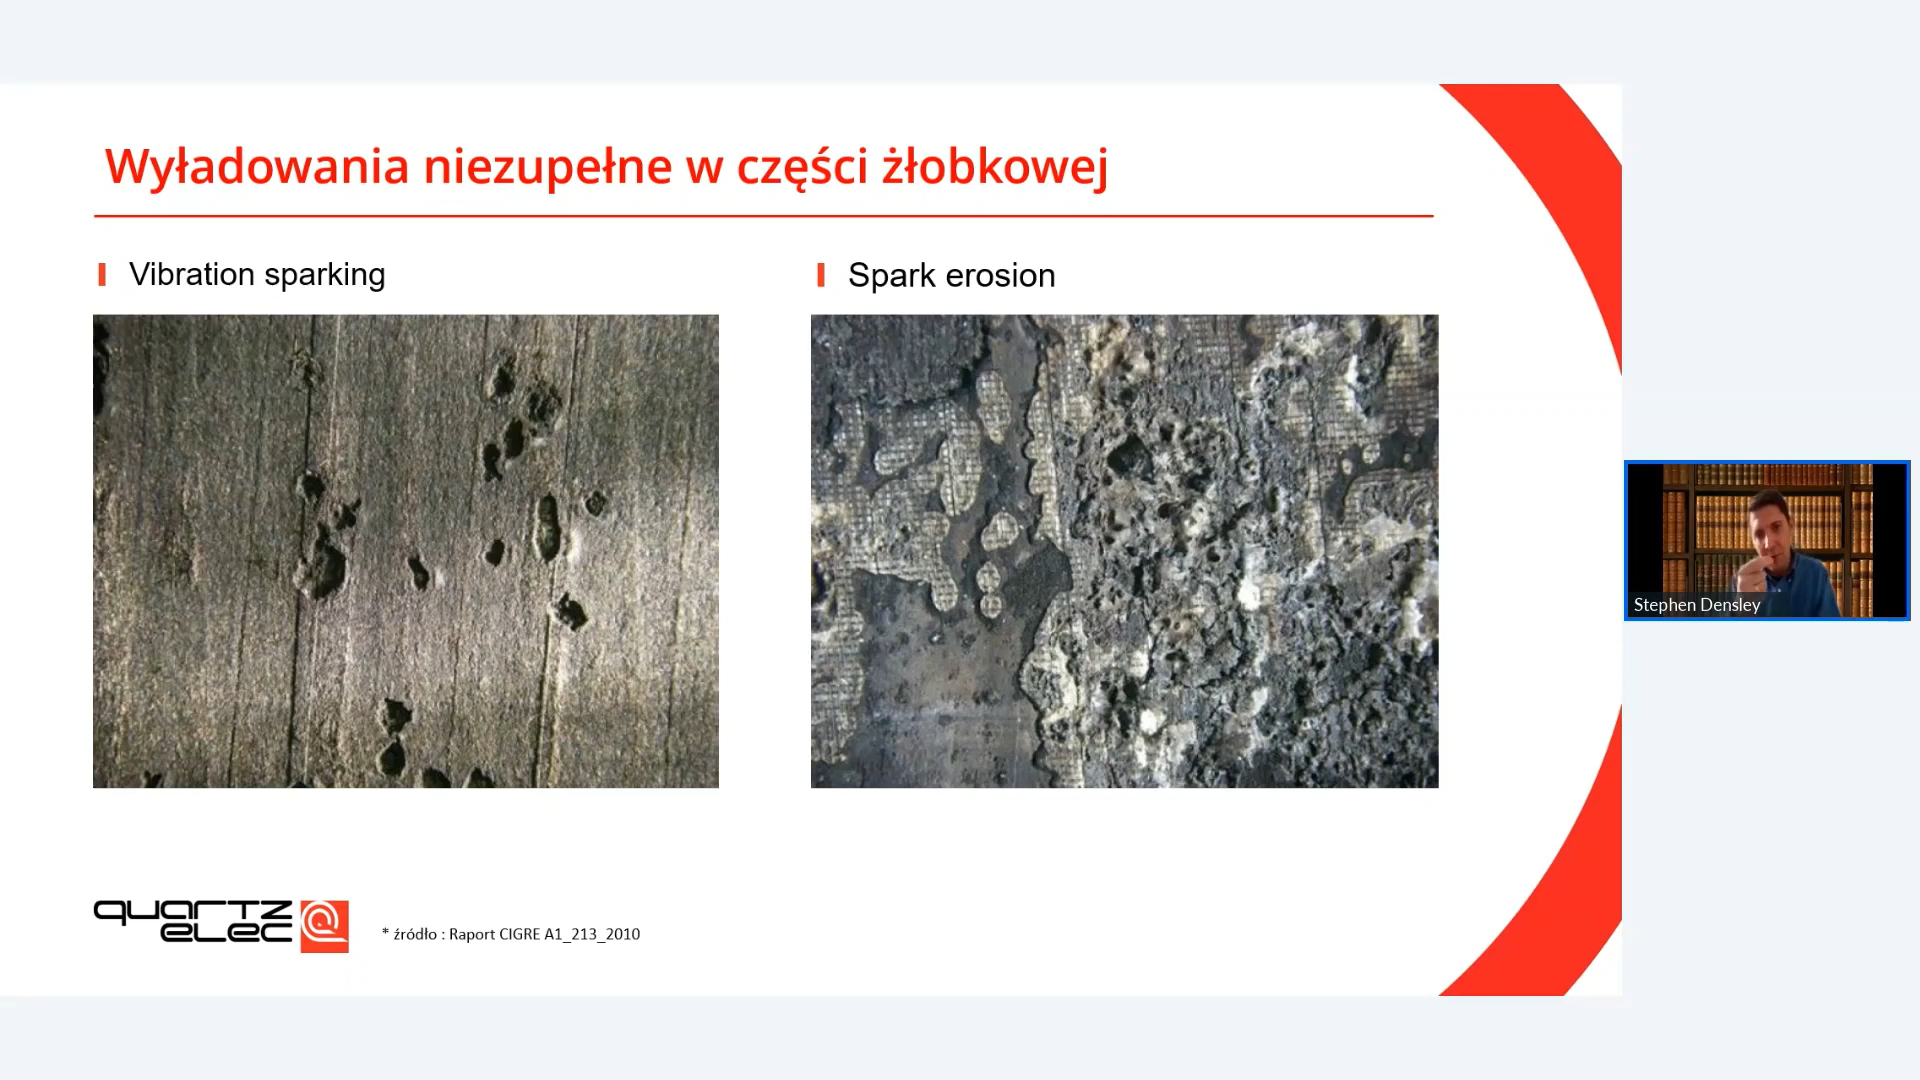 Wyładowania niezupełne w części żłobkowej
Vibration sparking
Spark erosion
Stephen Densley
quartz
elec
* źródło : Raport CIGRE A1_213_2010